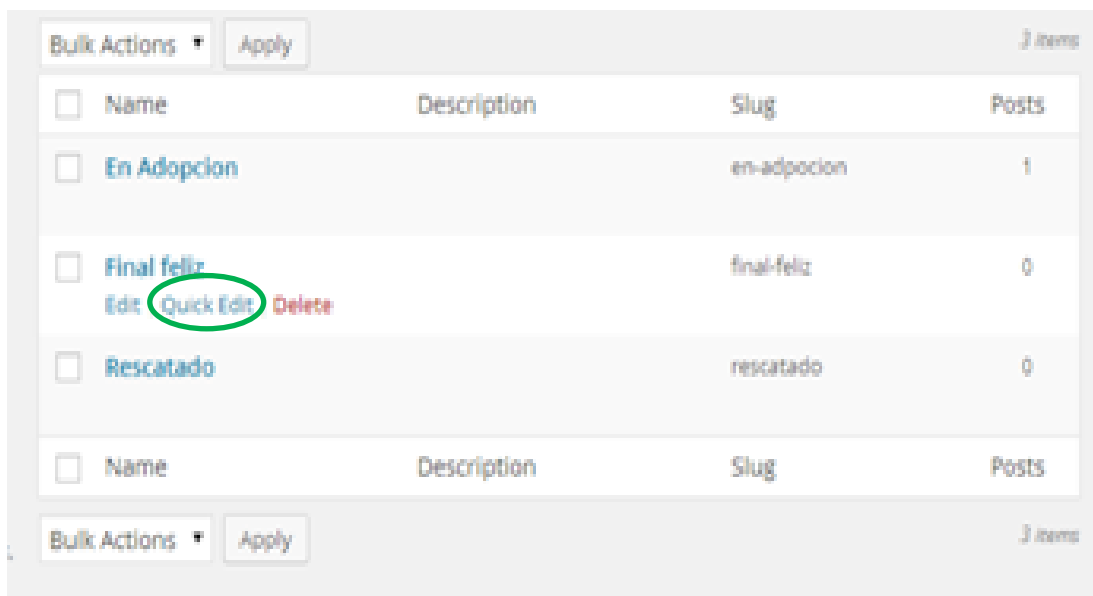 Bulk Actions Apply 3 items
Name Description Slug Posts
En Adopcion en-adpocion 1
Final feliz final-feliz 0
Edit Quick Edit Delete
Rescatado rescatado 0
Name Description Slug Posts
Bulk Actions Apply 3 items